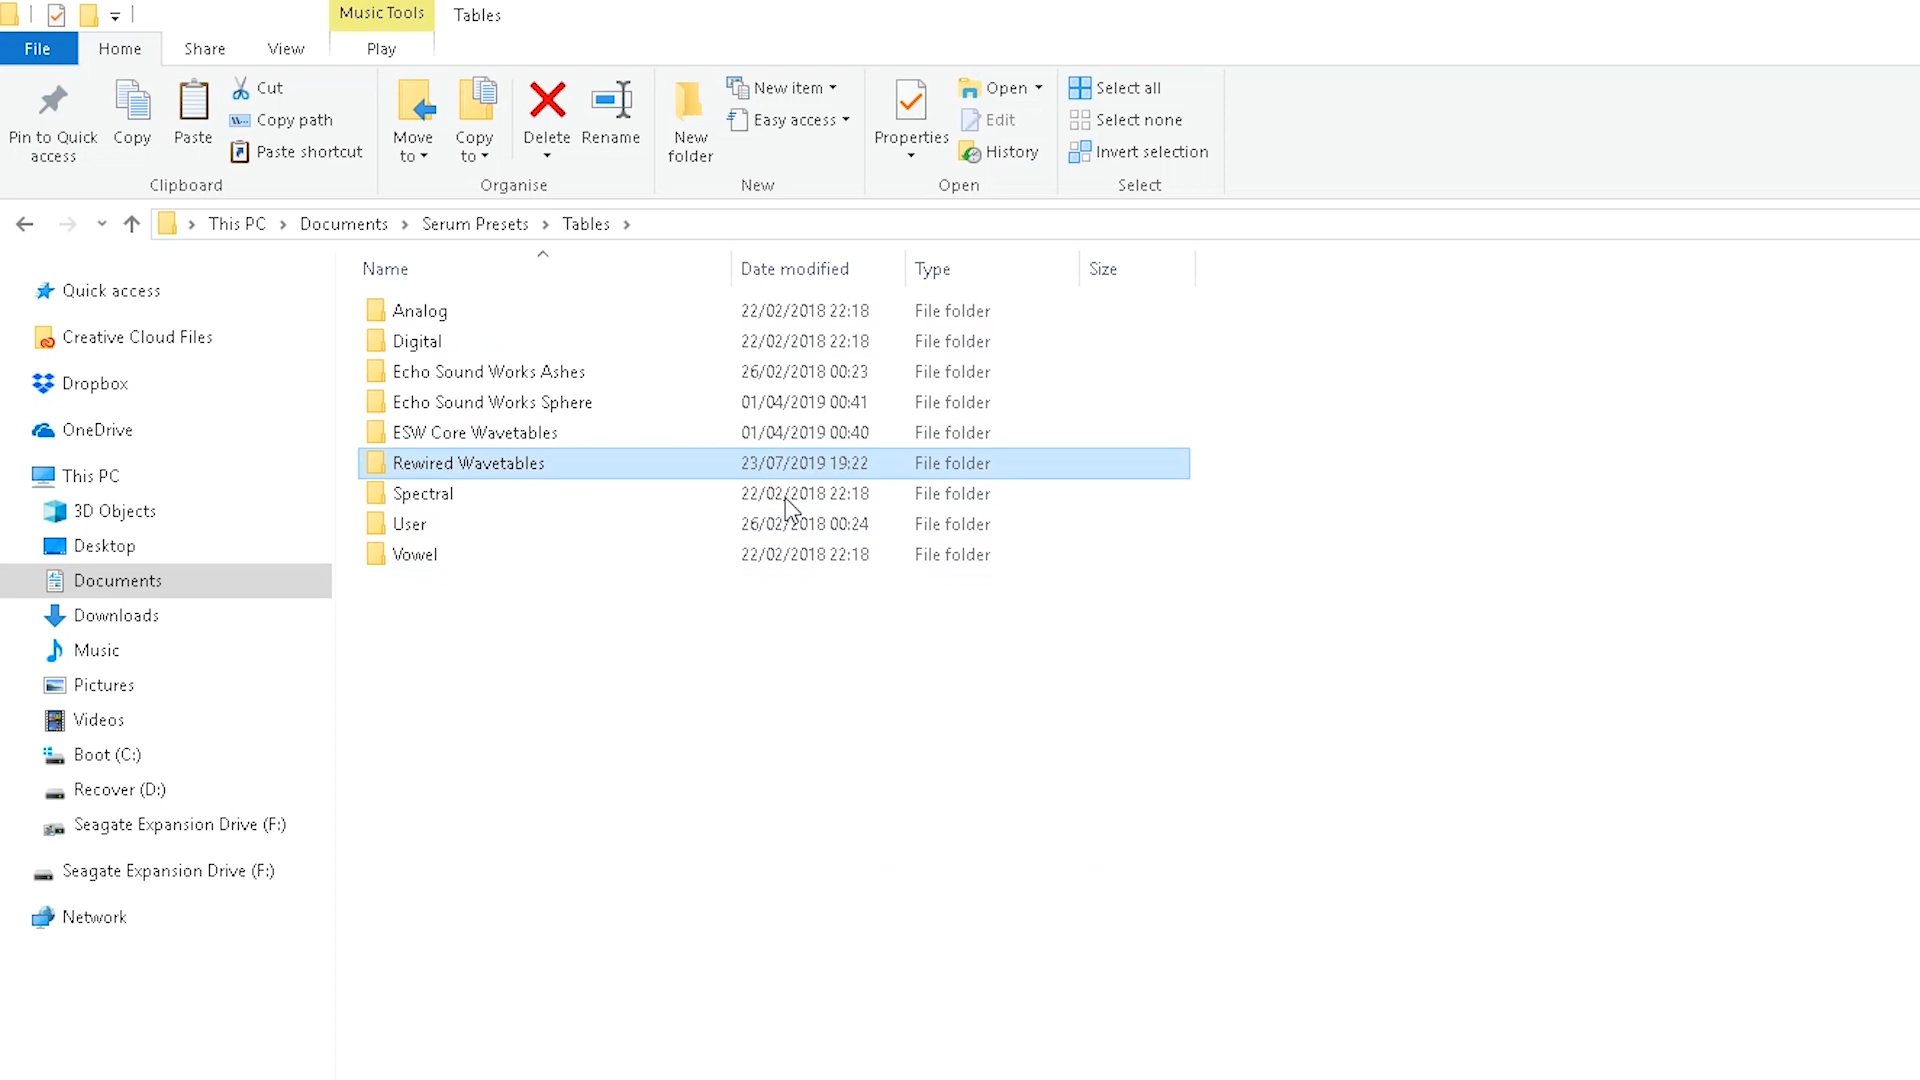 Music Tools
Tables
File
Home
Share
View
Play
Pin to Quick access
Copy
Paste
Cut
Copy path
Paste shortcut
Clipboard
Move to
Copy to
Delete
Rename
Organise
New folder
New item
Easy access
New
Properties
Open
Edit
History
Open
Select all
Select none
Invert selection
Select
This PC > Documents > Serum Presets > Tables >
Name
Date modified
Type
Size
Analog 22/02/2018 22:18 File folder
Digital 22/02/2018 22:18 File folder
Echo Sound Works Ashes 26/02/2018 00:23 File folder
Echo Sound Works Sphere 01/04/2019 00:41 File folder
ESW Core Wavetables 01/04/2019 00:40 File folder
Rewired Wavetables 23/07/2019 19:22 File folder
Spectral 22/02/2018 22:18 File folder
User 26/02/2018 00:24 File folder
Vowel 22/02/2018 22:18 File folder
Quick access
Creative Cloud Files
Dropbox
OneDrive
This PC
3D Objects
Desktop
Documents
Downloads
Music
Pictures
Videos
Boot (C:)
Recover (D:)
Seagate Expansion Drive (F:)
Seagate Expansion Drive (F:)
Network